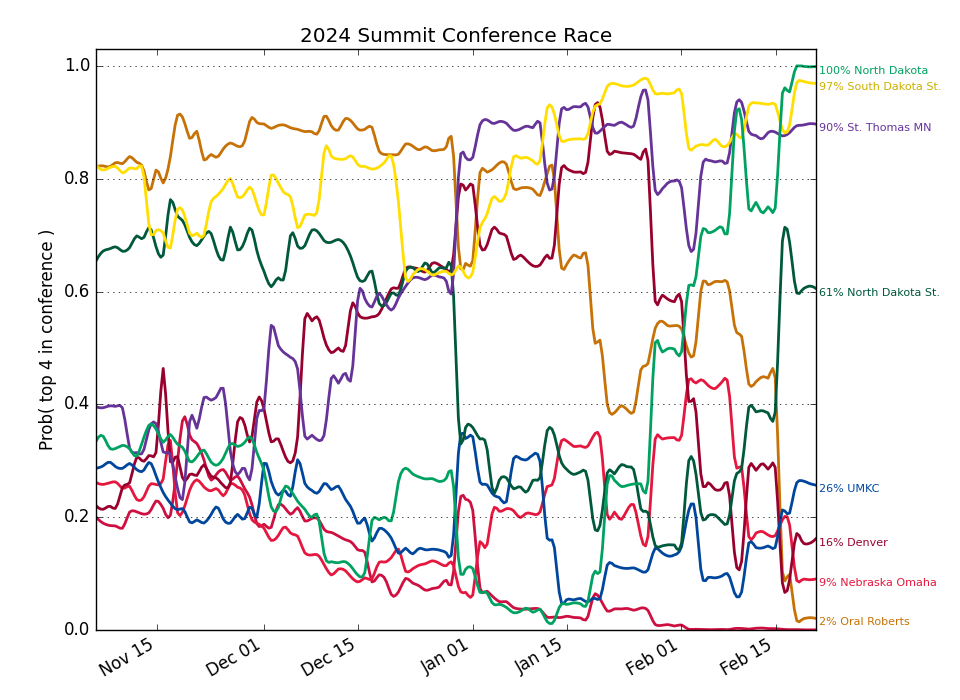 2024 Summit Conference Race
Prob( top 4 in conference )
1.0
0.8
0.6
0.4
0.2
0.0
Nov 15
Dec 01
Dec 15
Jan 01
Jan 15
Feb 01
Feb 15
100% North Dakota
97% South Dakota St.
90% St. Thomas MN
61% North Dakota St.
26% UMKC
16% Denver
9% Nebraska Omaha
2% Oral Roberts